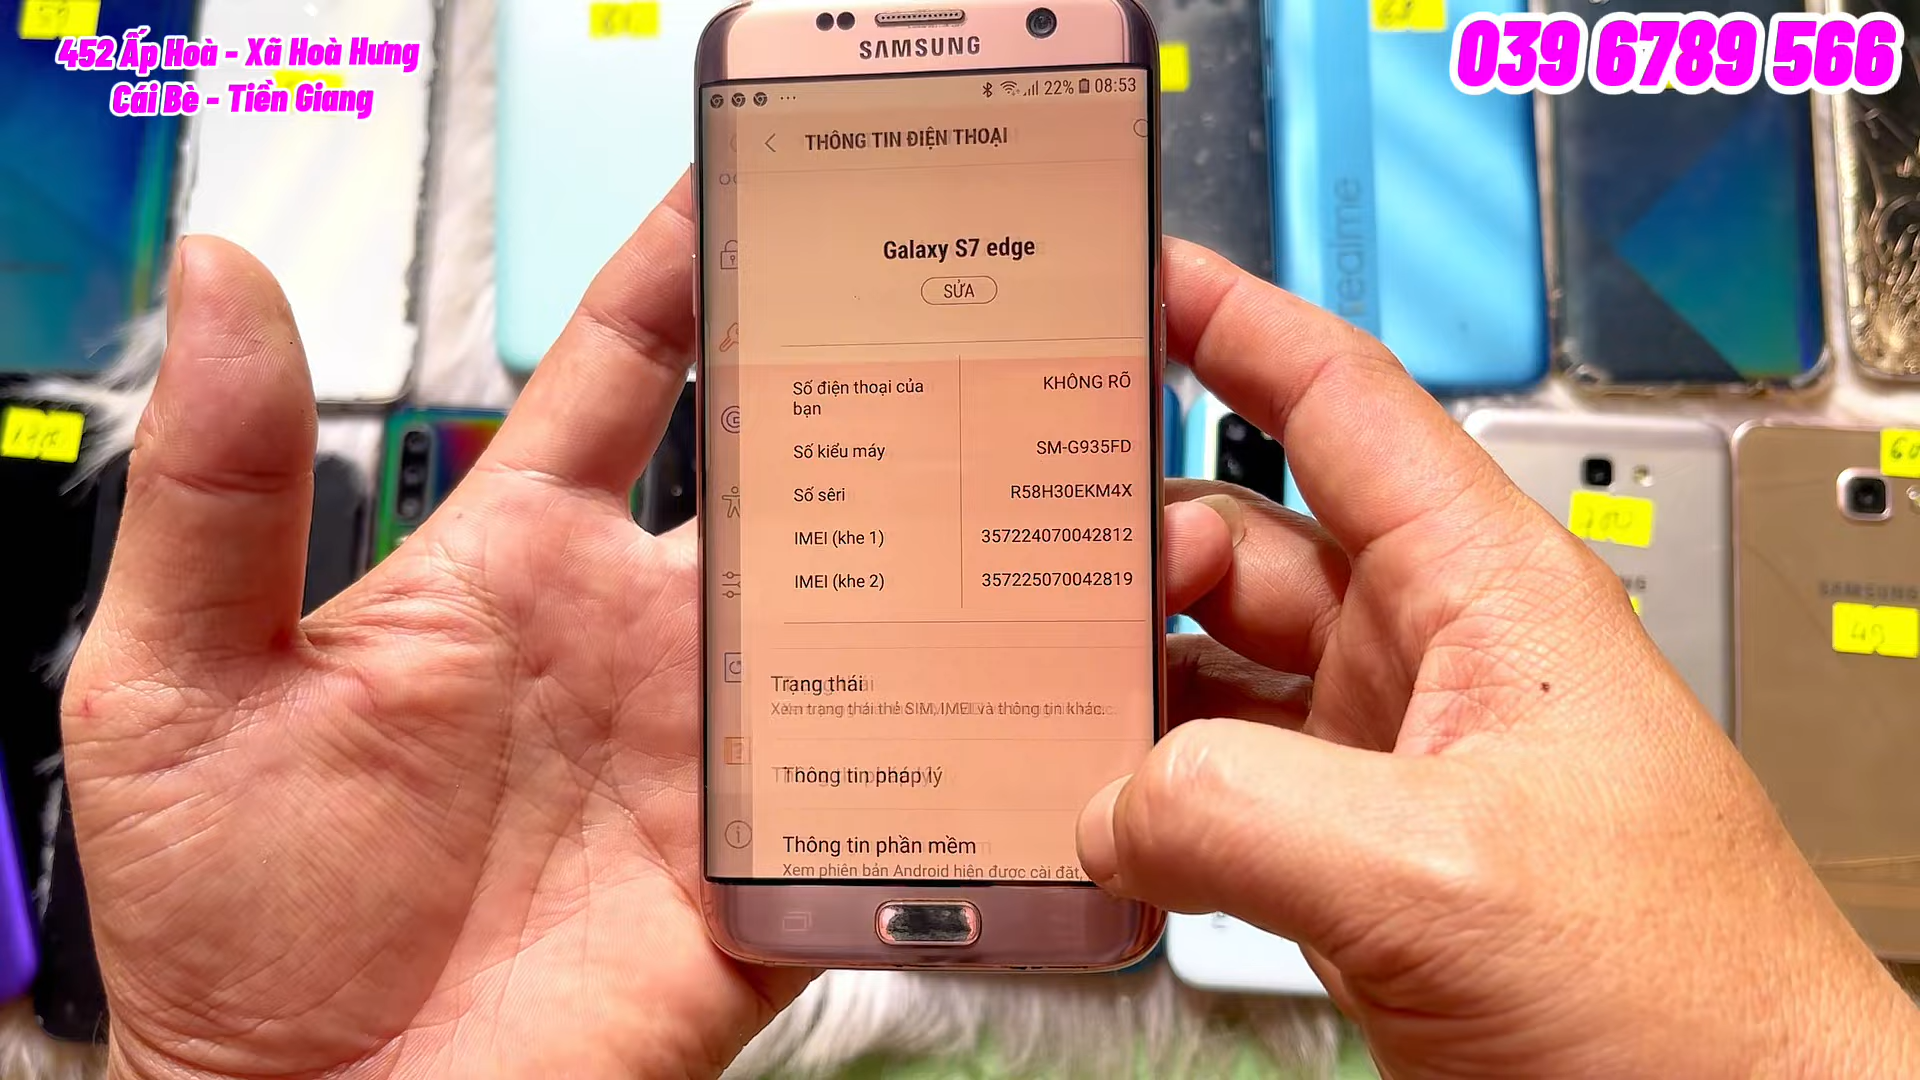 452 Ấp Hoà - Xã Hoà Hưng
Cái Bè - Tiền Giang
039 6789 566
SAMSUNG
22% 08:53
THÔNG TIN ĐIỆN THOẠI
Galaxy S7 edge
SỬA
Số điện thoại của bạn
KHÔNG RÕ
Số kiểu máy
SM-G935FD
Số sêri
R58H30EKM4X
IMEI (khe 1)
357224070042812
IMEI (khe 2)
357225070042819
Trạng thái
Xem trạng thái thẻ SIM, IMEI và thông tin khác.
Thông tin pháp lý
Thông tin phần mềm
Xem phiên bản Android hiện được cài đặt,
realme
SAMSUNG